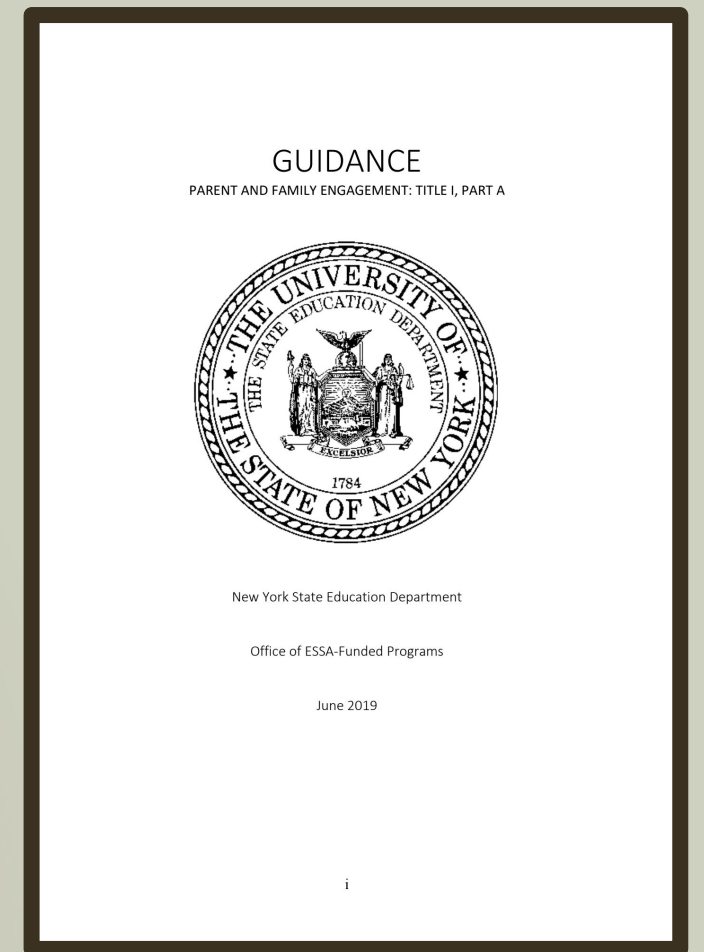 GUIDANCE
PARENT AND FAMILY ENGAGEMENT: TITLE I, PART A
THE UNIVERSITY OF
THE STATE OF NEW YORK
THE STATE EDUCATION DEPARTMENT
EXCELSIOR
1784
New York State Education Department
Office of ESSA-Funded Programs
June 2019
i